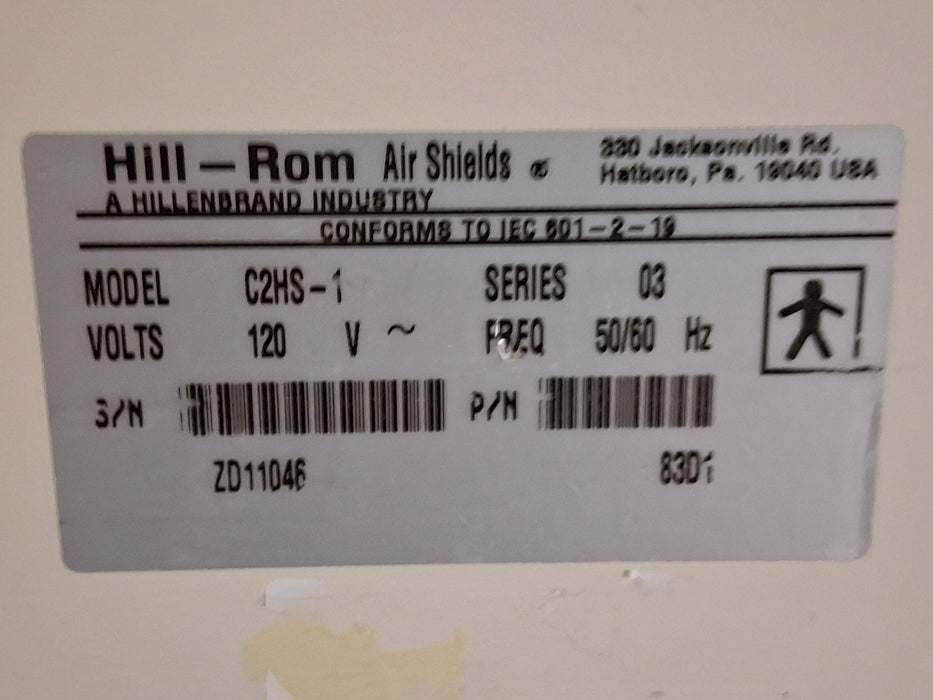 Hill-Rom Air Shields
330 Jacksonville Rd.
Hatboro, Pa. 19040 USA
A HILLENBRAND INDUSTRY
CONFORMS TO IEC 601-2-19
MODEL C2HS-1 SERIES 03
VOLTS 120 V ~ FREQ 50/60 Hz
S/N P/N
ZD11046 83D1